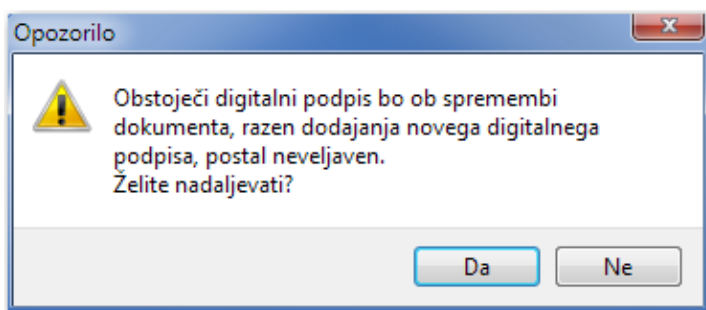 Opozorilo
Obstoječi digitalni podpis bo ob spremembi
dokumenta, razen dodajanja novega digitalnega
podpisa, postal neveljaven.
Želite nadaljevati?
Da
Ne